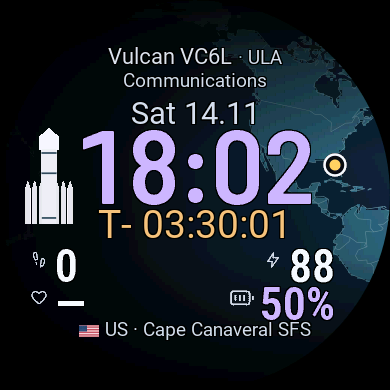 Vulcan VC6L · ULA
Communications
Sat 14.11
18:02
T- 03:30:01
0 88
— 50%
US · Cape Canaveral SFS